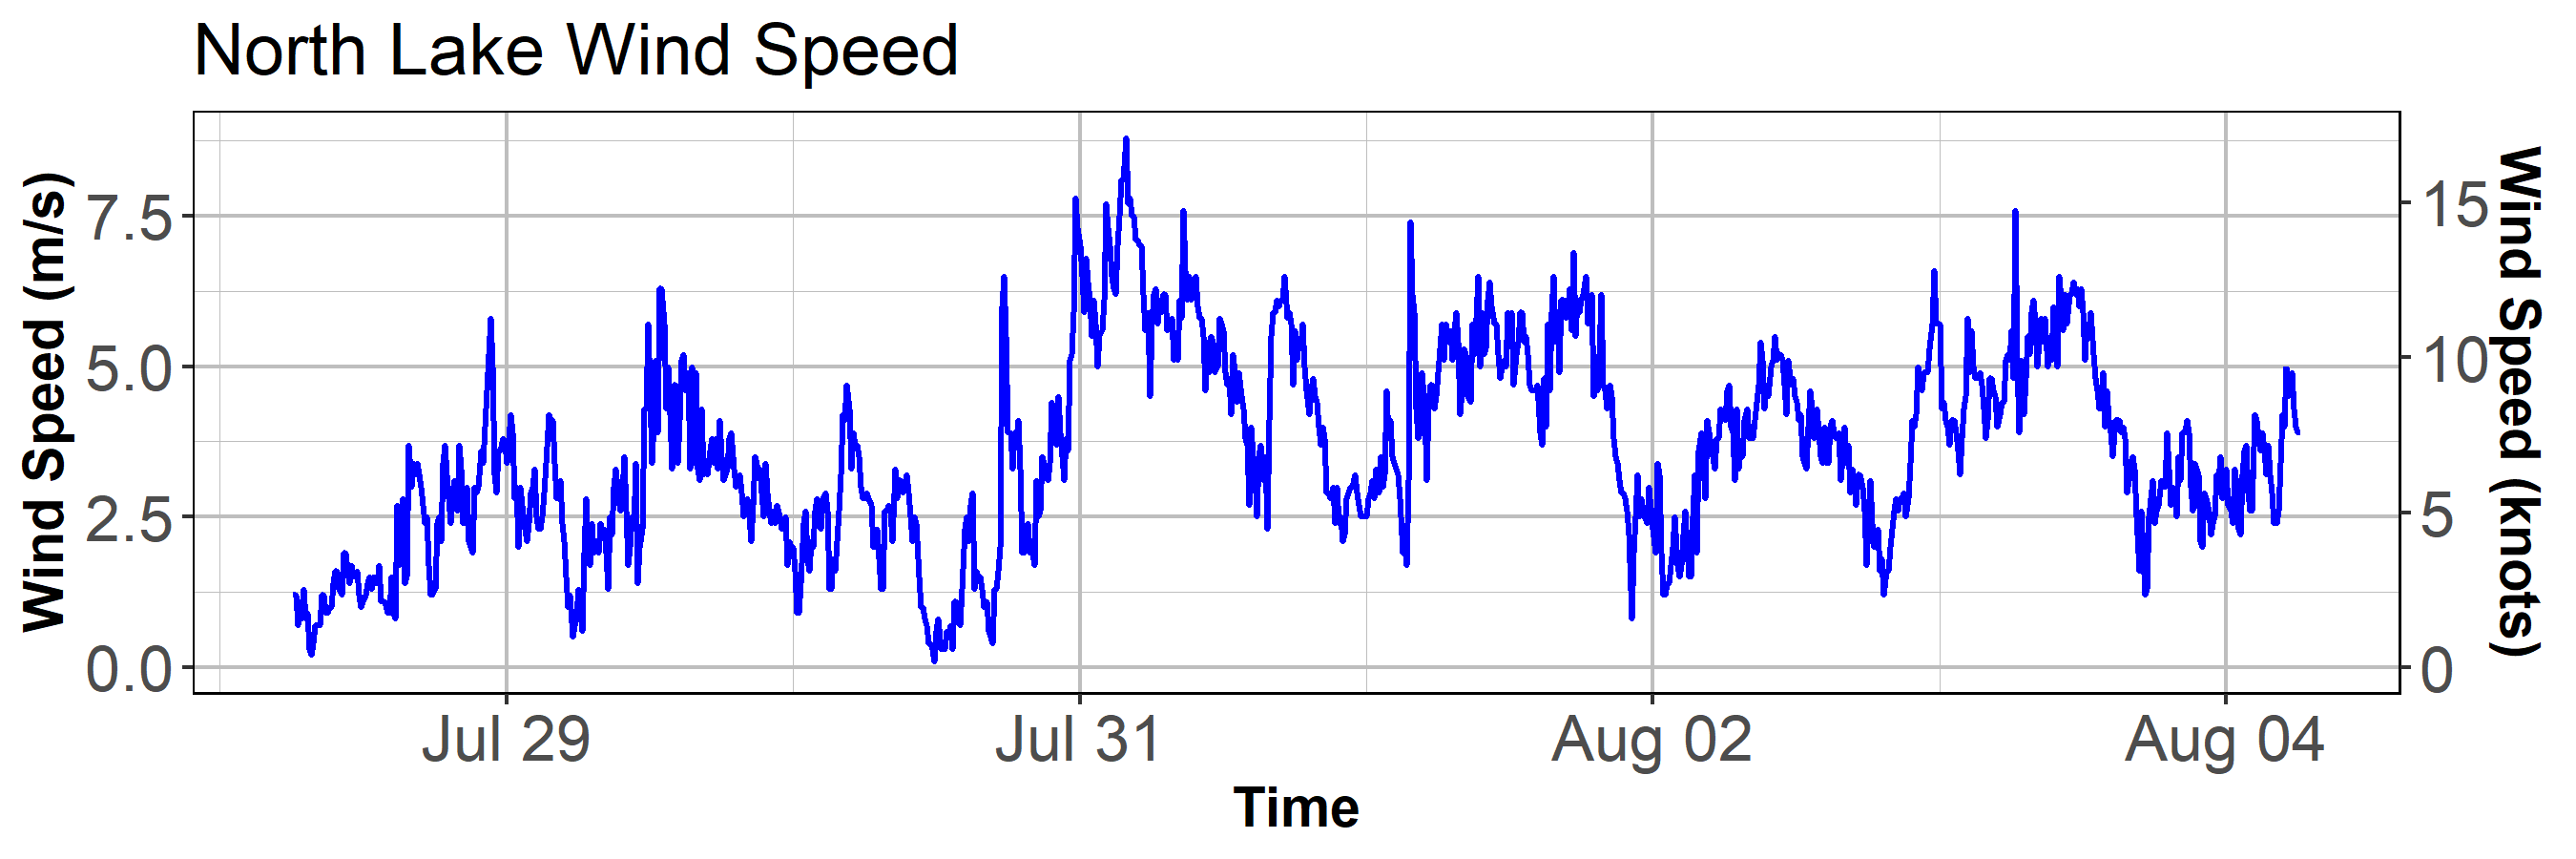 North Lake Wind Speed
Wind Speed (m/s)
7.5
5.0
2.5
0.0
15
10
5
0
Wind Speed (knots)
Jul 29
Jul 31
Aug 02
Aug 04
Time